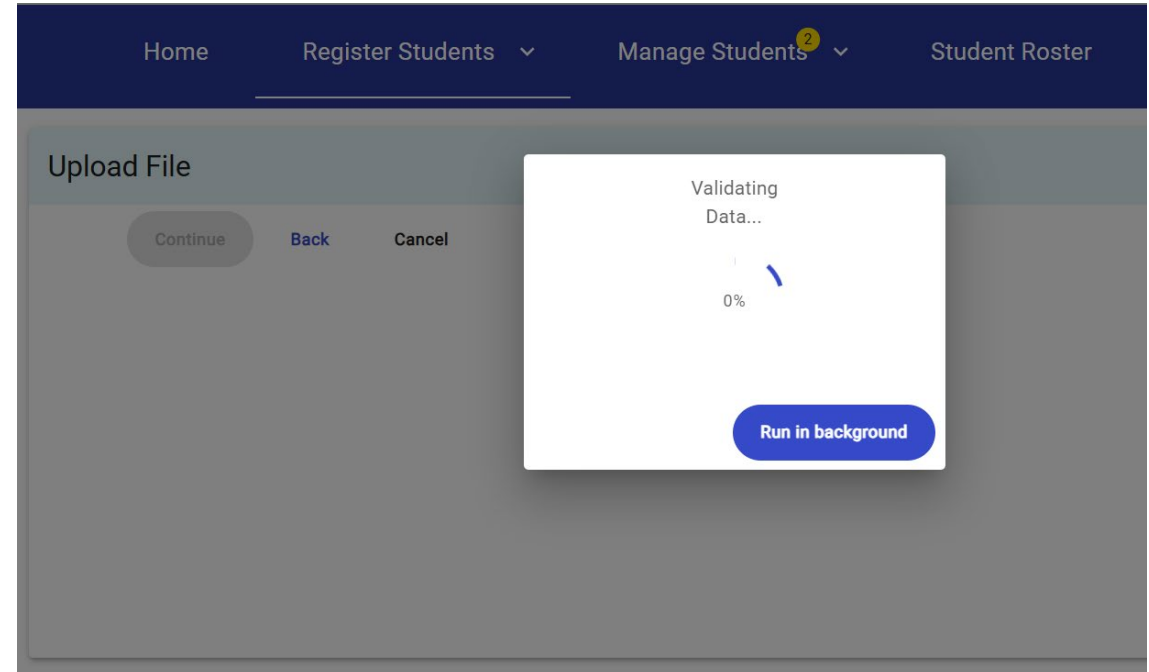 Home Register Students Manage Students 2 Student Roster
Upload File
Continue Back Cancel
Validating
Data...
0%
Run in background